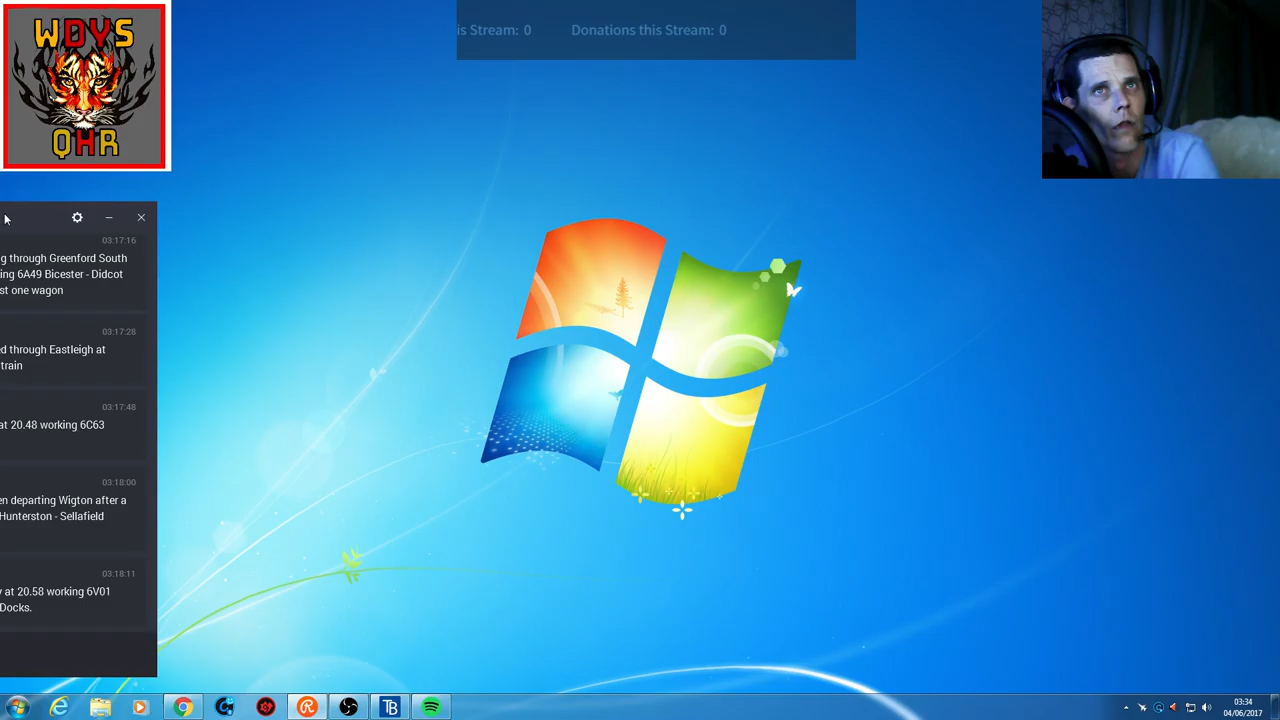 WDYS
QHR
is Stream: 0 Donations this Stream: 0
03:17:16
g through Greenford South
ing 6A49 Bicester - Didcot
st one wagon
03:17:28
ed through Eastleigh at
train
03:17:48
at 20.48 working 6C63
03:18:00
en departing Wigton after a
Hunterston - Sellafield
03:18:11
y at 20.58 working 6V01
Docks.
TB
03:34
04/06/2017